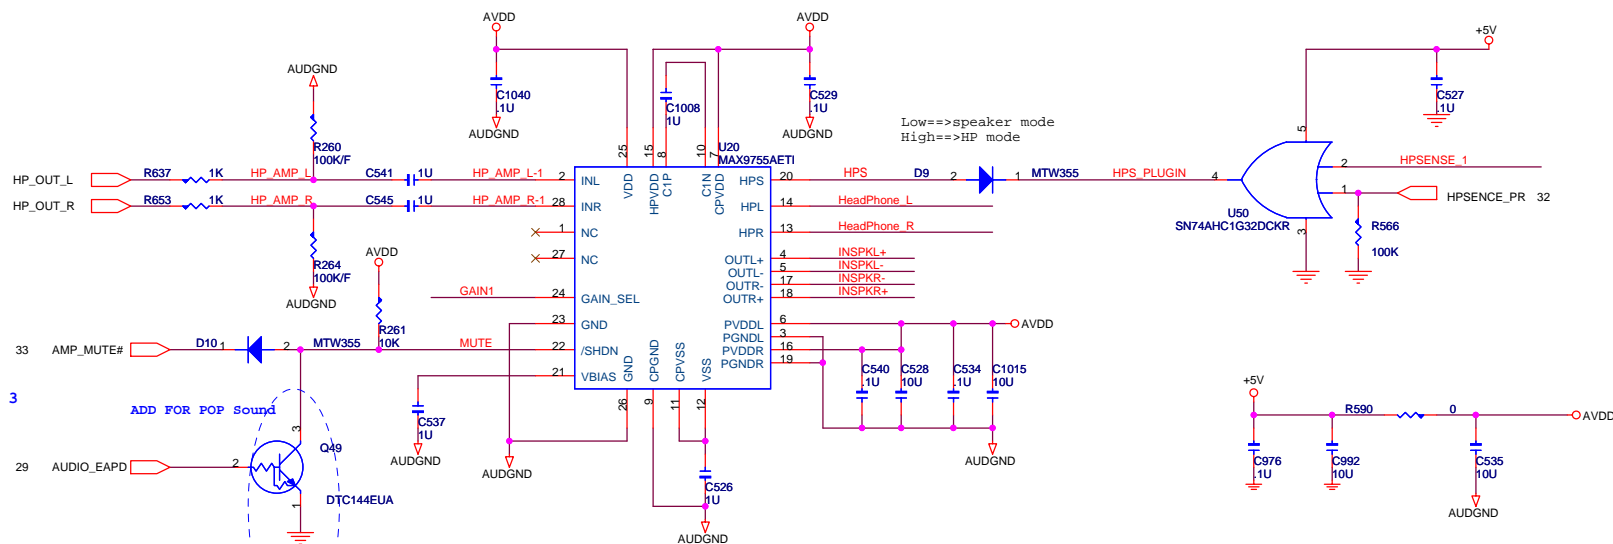 AVDD
AVDD
+5V
AUDGND
C1040
.1U
AUDGND
C1008
1U
C529
.1U
AUDGND
C527
.1U
Low==>speaker mode
High==>HP mode
R260
100K/F
U20
MAX9755AETI
25
15
8
10
7
5
HP_OUT_L
R637
1K
HP_AMP_L
C541
1U
HP_AMP_L-1
2
INL
VDD
HPVDD
C1P
C1N
CPVDD
HPS
20
HPS
D9
2
1
MTW355
HPS_PLUGIN
4
2
HPSENSE_1
HP_OUT_R
R653
1K
HP_AMP_R
C545
1U
HP_AMP_R-1
28
INR
HPL
14
HeadPhone_L
1
HPSENCE_PR
32
U50
SN74AHC1G32DCKR
3
R566
100K
1
NC
HPR
13
HeadPhone_R
27
NC
OUTL+
4
INSPKL+
OUTL-
5
INSPKL-
OUTR-
17
INSPKR-
OUTR+
18
INSPKR+
R264
100K/F
AUDGND
AVDD
GAIN1
24
GAIN_SEL
R261
10K
23
GND
PVDDL
6
AVDD
PGNDL
3
PVDDR
16
PGNDR
19
33
AMP_MUTE#
D10
1
2
MTW355
MUTE
22
/SHDN
21
VBIAS
GND
CPGND
CPVSS
VSS
26
9
11
12
C540
.1U
C528
10U
C534
.1U
C1015
10U
AUDGND
3
ADD FOR POP Sound
C537
1U
AUDGND
AUDGND
+5V
R590
0
AVDD
3
Q49
29
AUDIO_EAPD
2
DTC144EUA
1
C526
1U
AUDGND
C976
.1U
C992
10U
C535
10U
AUDGND